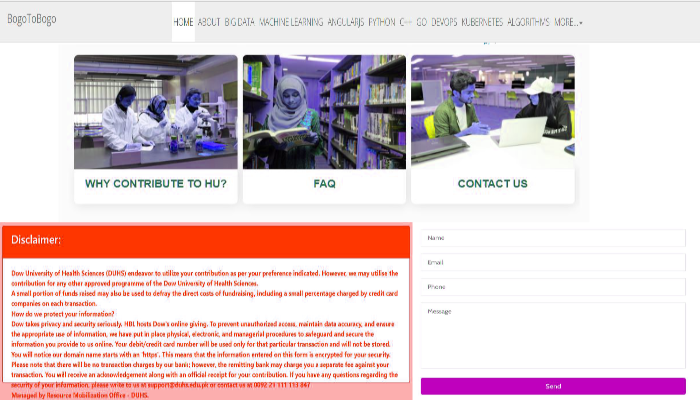 BogoToBogo
HOME ABOUT BIG DATA MACHINE LEARNING ANGULARJS PYTHON C++ GO DEVOPS KUBERNETES ALGORITHMS MORE...
WHY CONTRIBUTE TO HU?
FAQ
CONTACT US
Disclaimer:
Dow University of Health Sciences (DUHS) endeavor to utilize your contribution as per your preference indicated. However, we may utilise the
contribution for any other approved programme of the Dow University of Health Sciences.
A small portion of funds raised may also be used to defray the direct costs of fundraising, including a small percentage charged by credit card
companies on each transaction.
How do we protect your information?
Dow takes privacy and security seriously. HBL hosts Dow's online giving. To prevent unauthorized access, maintain data accuracy, and ensure
the appropriate use of information, we have put in place physical, electronic, and managerial procedures to safeguard and secure the
information you provide to us online. Your debit/credit card number will be used only for that particular transaction and will not be stored.
You will notice our domain name starts with an 'https'. This means that the information entered on this form is encrypted for your security.
Please note that there will be no transaction charges by our bank; however, the remitting bank may charge you a separate fee against your
transaction. You will receive an acknowledgement along with an official receipt for your contribution. If you have any questions regarding the
security of your information, please write to us at support@duhs.edu.pk or contact us at 0092 21 111 113 847
Managed by Resource Mobilization Office - DUHS.
Name
Email
Phone
Message
Send